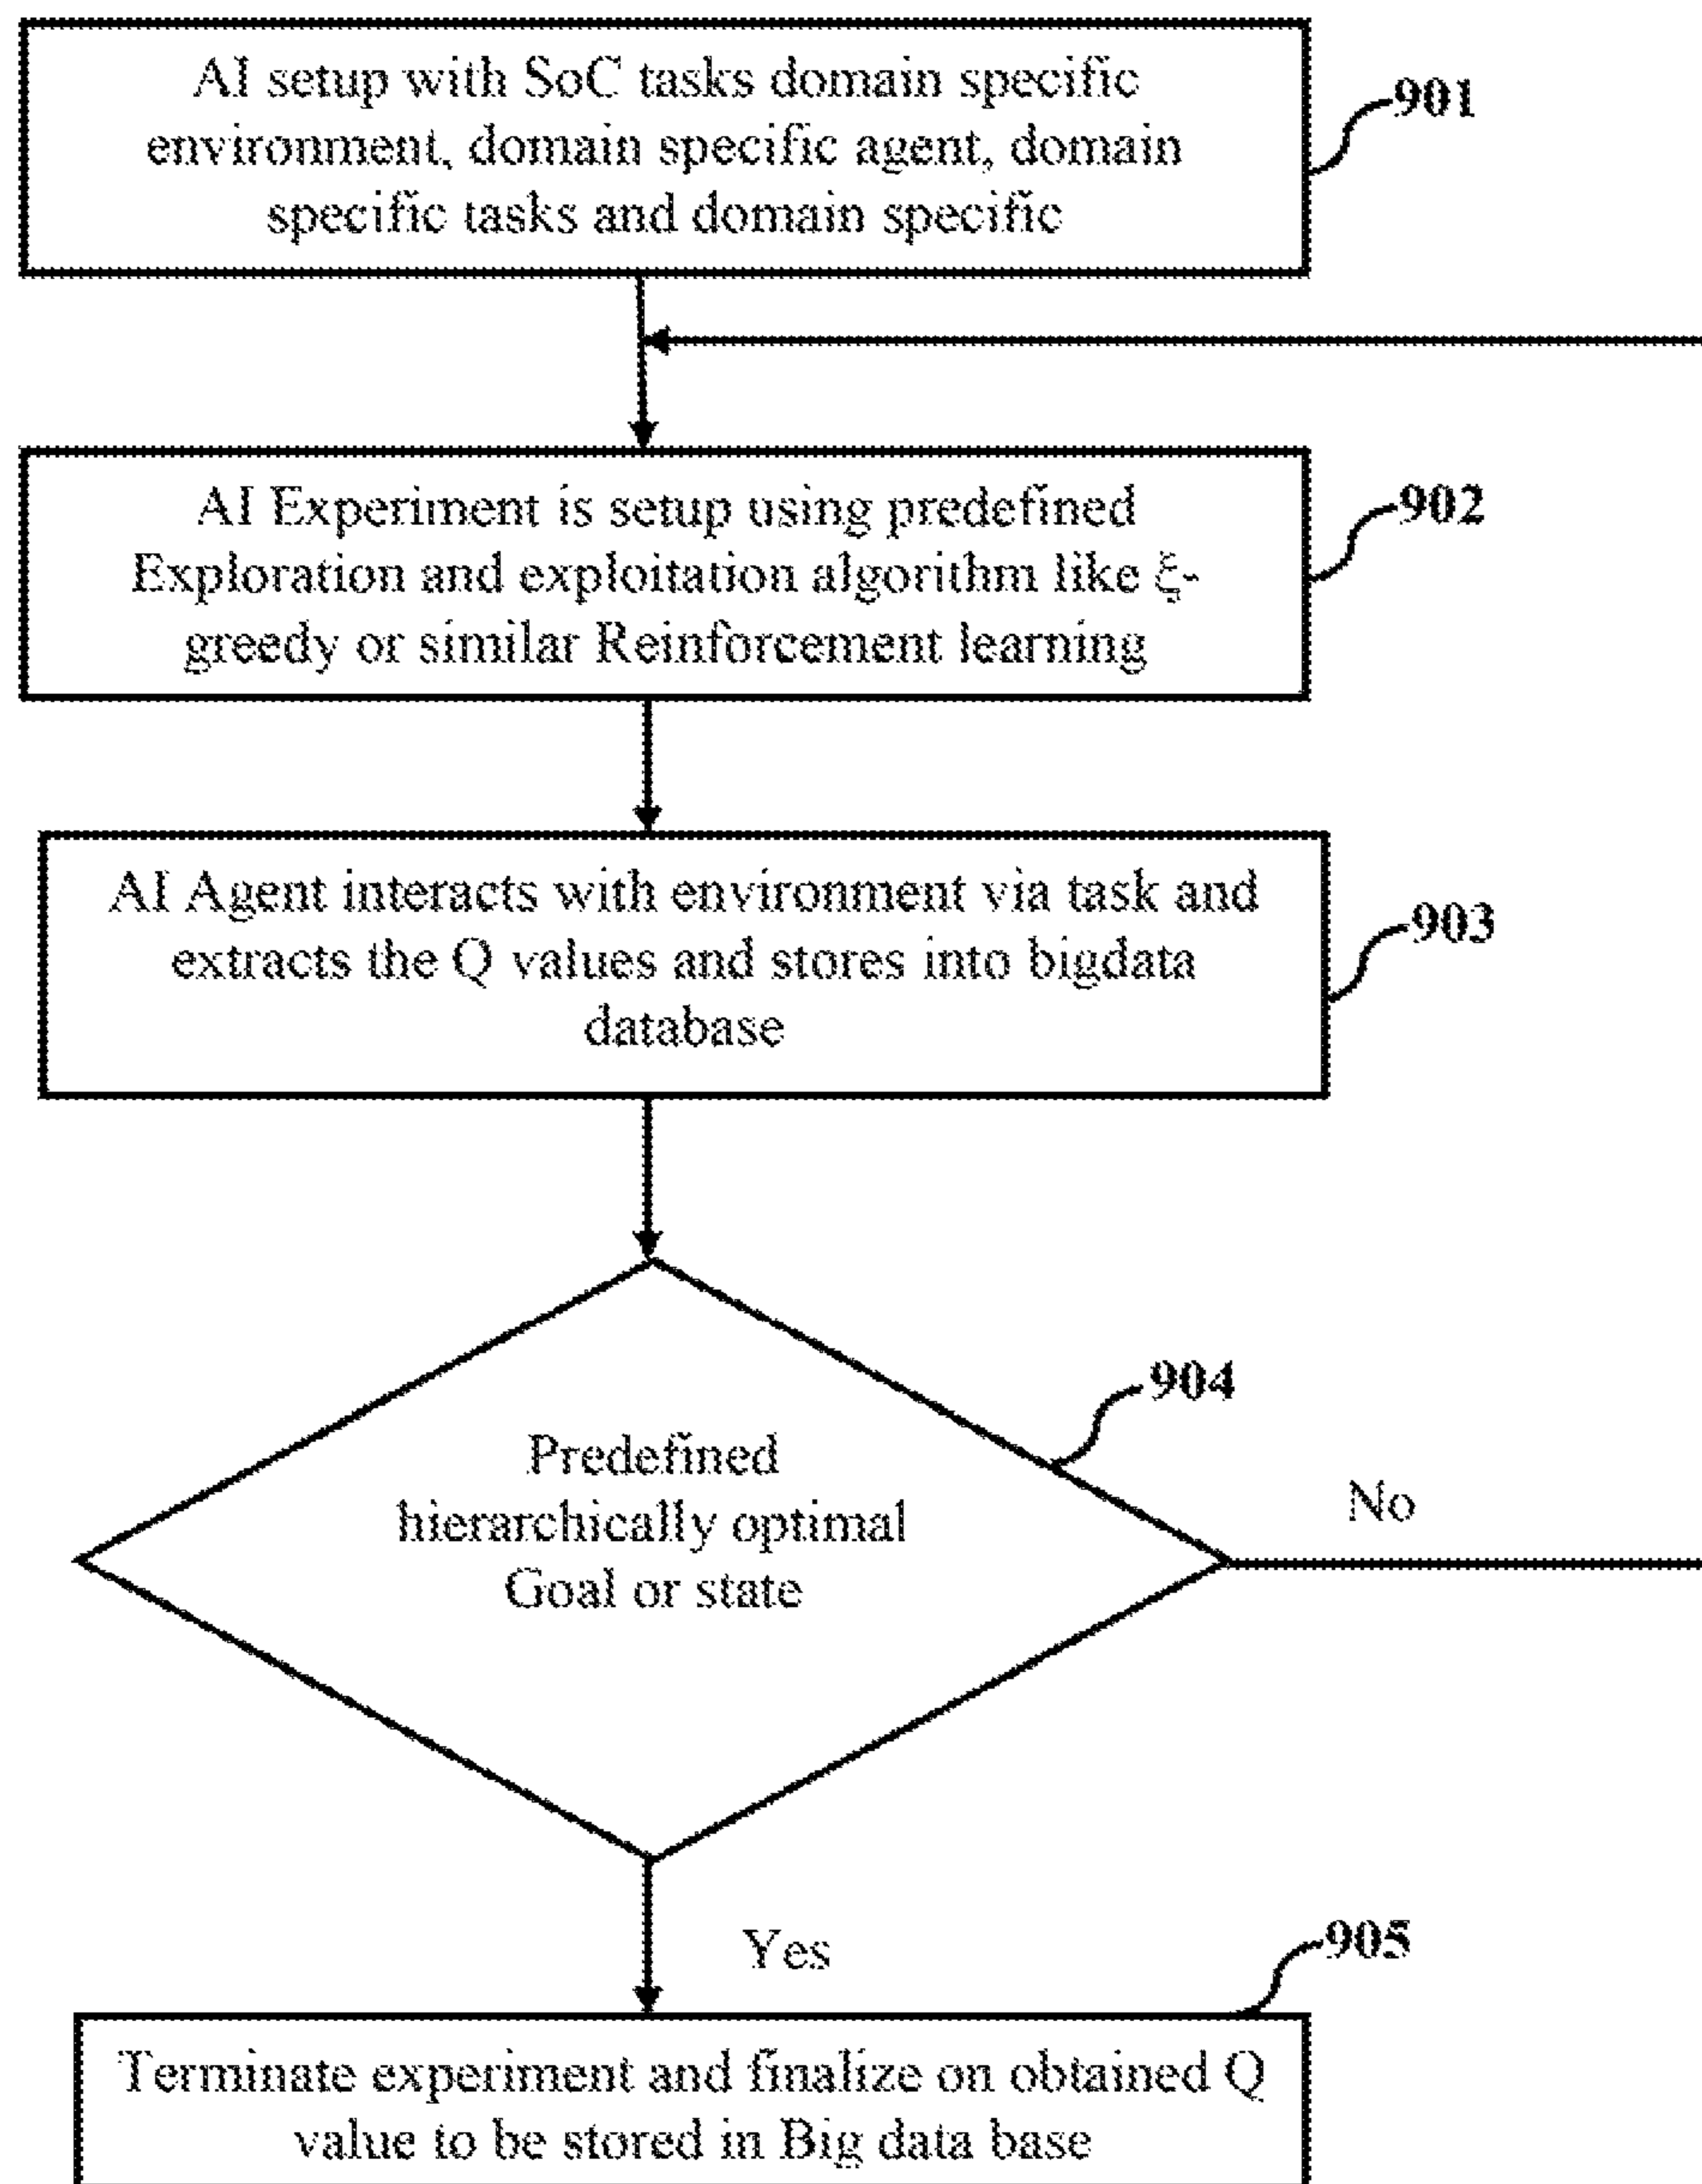 AI setup with SoC tasks domain specific
environment, domain specific agent, domain
specific tasks and domain specific
901
AI Experiment is setup using predefined
Exploration and exploitation algorithm like ξ-
greedy or similar Reinforcement learning
902
AI Agent interacts with environment via task and
extracts the Q values and stores into bigdata
database
903
904
Predefined
hierarchically optimal
Goal or state
No
Yes
905
Terminate experiment and finalize on obtained Q
value to be stored in Big data base